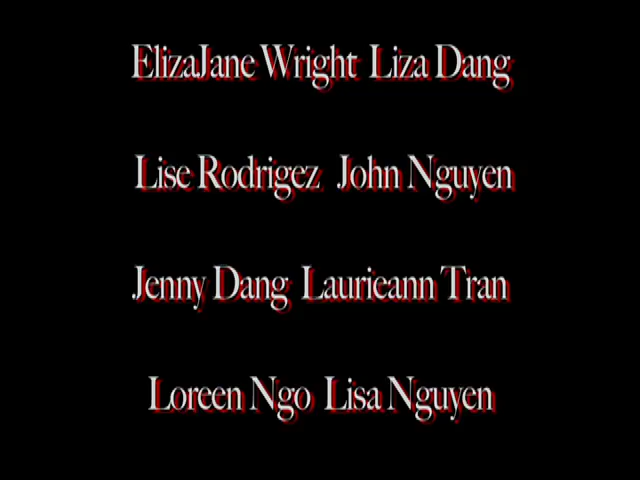 ElizaJane Wright Liza Dang
Lise Rodrigez John Nguyen
Jenny Dang Laurieann Tran
Loreen Ngo Lisa Nguyen